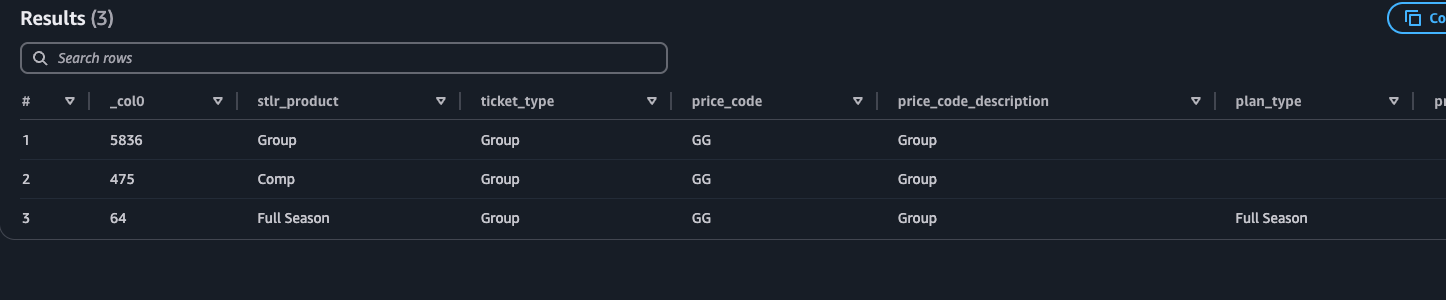 Results (3)
Co
Search rows
# _col0 stlr_product ticket_type price_code price_code_description plan_type pr
1 5836 Group Group GG Group
2 475 Comp Group GG Group
3 64 Full Season Group GG Group Full Season